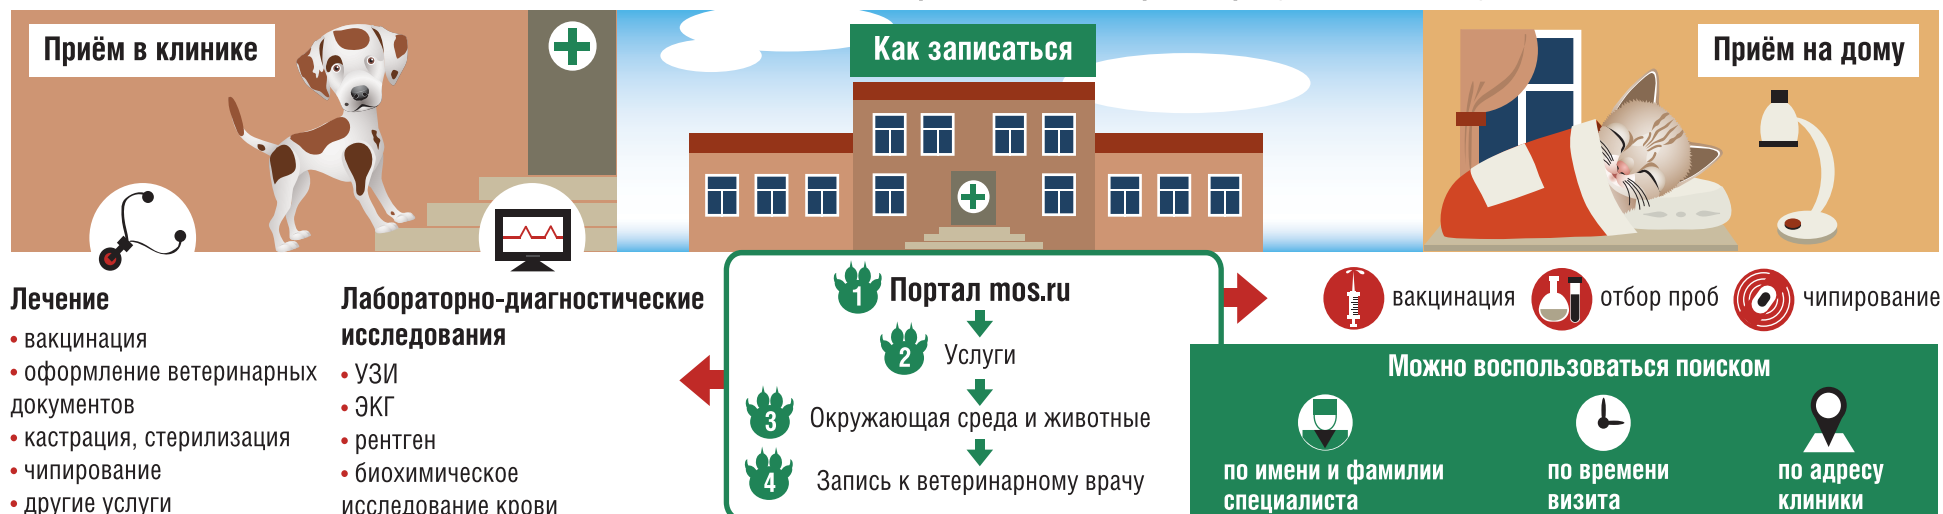 Приём в клинике
Как записаться
Приём на дому
Лечение
• вакцинация
• оформление ветеринарных
документов
• кастрация, стерилизация
• чипирование
• другие услуги
Лабораторно-диагностические
исследования
• УЗИ
• ЭКГ
• рентген
• биохимическое
исследование крови
1 Портал mos.ru
2 Услуги
3 Окружающая среда и животные
4 Запись к ветеринарному врачу
вакцинация
отбор проб
чипирование
Можно воспользоваться поиском
по имени и фамилии
специалиста
по времени
визита
по адресу
клиники